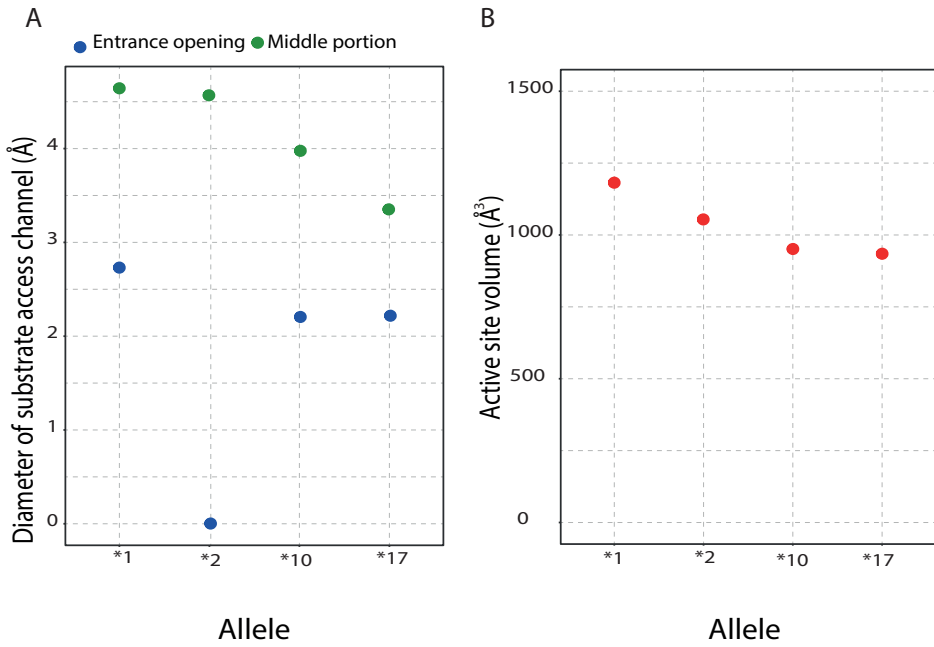 A
Entrance opening Middle portion
Diameter of substrate access channel (Å)
4
3
2
1
0
*1 *2 *10 *17
Allele
B
Active site volume (Å³)
1500
1000
500
0
*1 *2 *10 *17
Allele